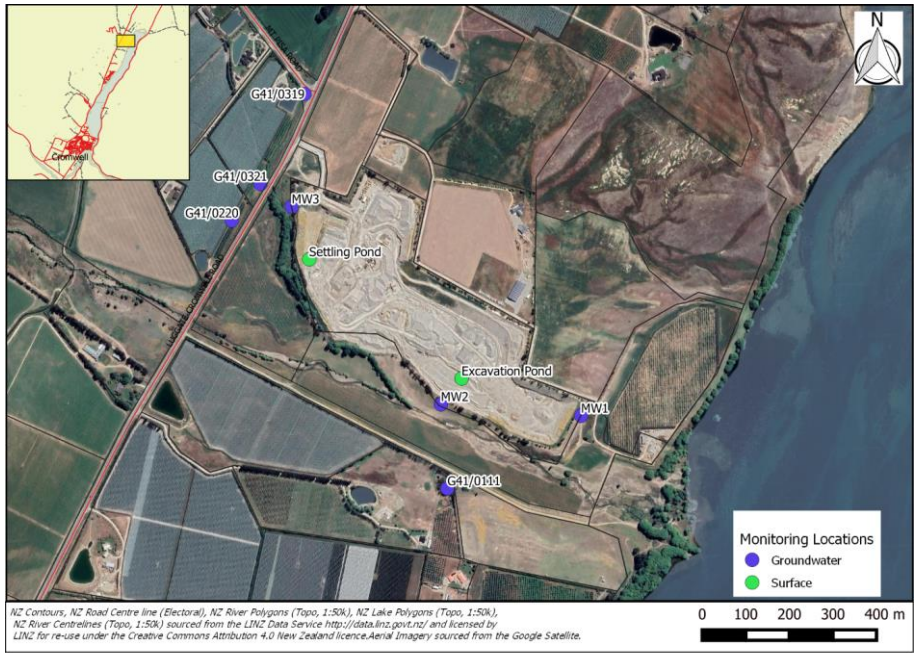 N
Cromwell
G41/0319
G41/0321
MW3
G41/0220
Settling Pond
Excavation Pond
MW2
MW1
G41/0111
Monitoring Locations
Groundwater
Surface
NZ Contours, NZ Road Centre line (Electoral), NZ River Polygons (Topo, 1:50k), NZ Lake Polygons (Topo, 1:50k),
NZ River Centrelines (Topo, 1:50k) sourced from the LINZ Data Service http://data.linz.govt.nz/ and licensed by
LINZ for re-use under the Creative Commons Attribution 4.0 New Zealand licence.Aerial Imagery sourced from the Google Satellite.
0 100 200 300 400 m